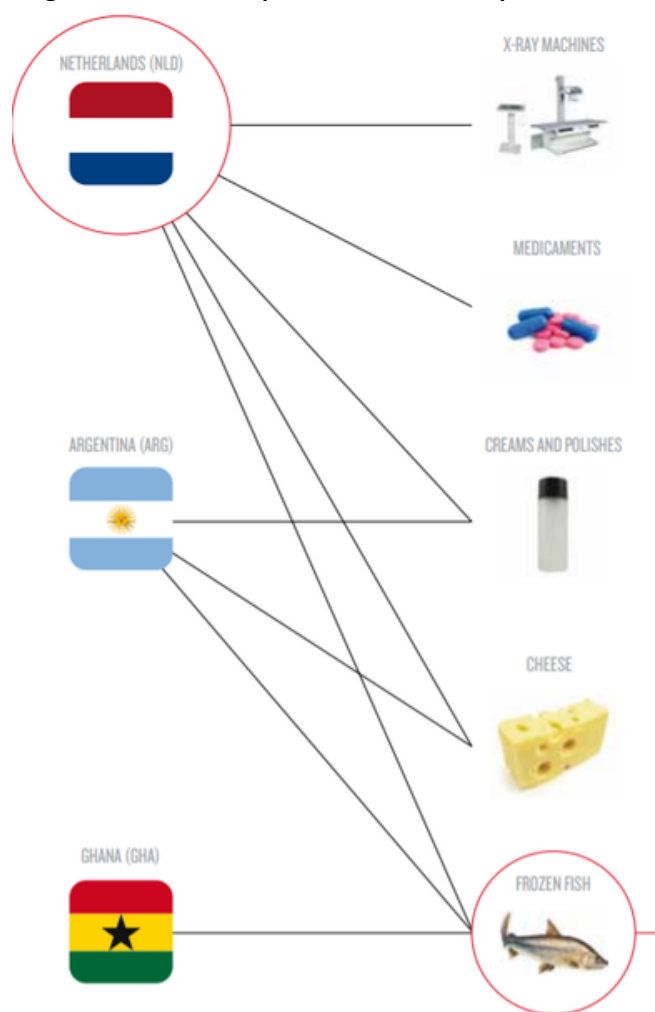 NETHERLANDS (NLD)
X-RAY MACHINES
MEDICAMENTS
ARGENTINA (ARG)
CREAMS AND POLISHES
CHEESE
GHANA (GHA)
FROZEN FISH